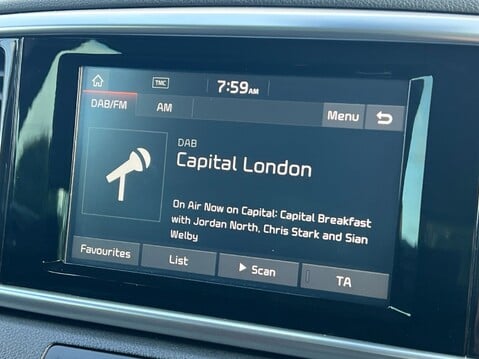 TMC
7:59AM
DAB/FM
AM
Menu
DAB
Capital London
On Air Now on Capital: Capital Breakfast
with Jordan North, Chris Stark and Sian
Welby
Favourites
List
Scan
TA